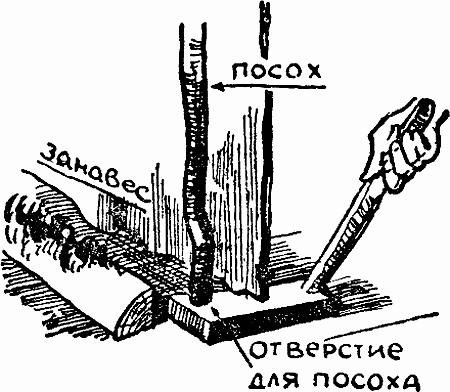 посох
занавес
отверстие
для посоха